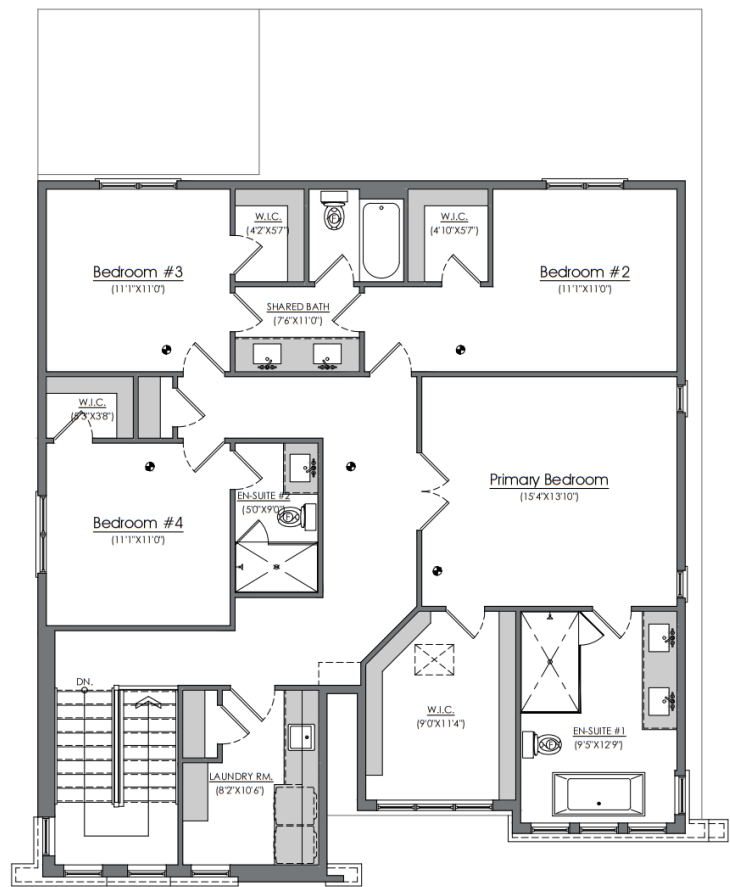 W.I.C.
(4'2"X5'7")
W.I.C.
(4'10"X5'7")
Bedroom #3
(11'1"X11'0")
Bedroom #2
(11'1"X11'0")
SHARED BATH
(7'6"X11'0")
W.I.C.
(5'3"X3'8")
Primary Bedroom
(15'4"X13'10")
EN-SUITE #2
(5'0"X9'0")
Bedroom #4
(11'1"X11'0")
DN.
W.I.C.
(9'0"X11'4")
EN-SUITE #1
(9'5"X12'9")
LAUNDRY RM.
(8'2"X10'6")